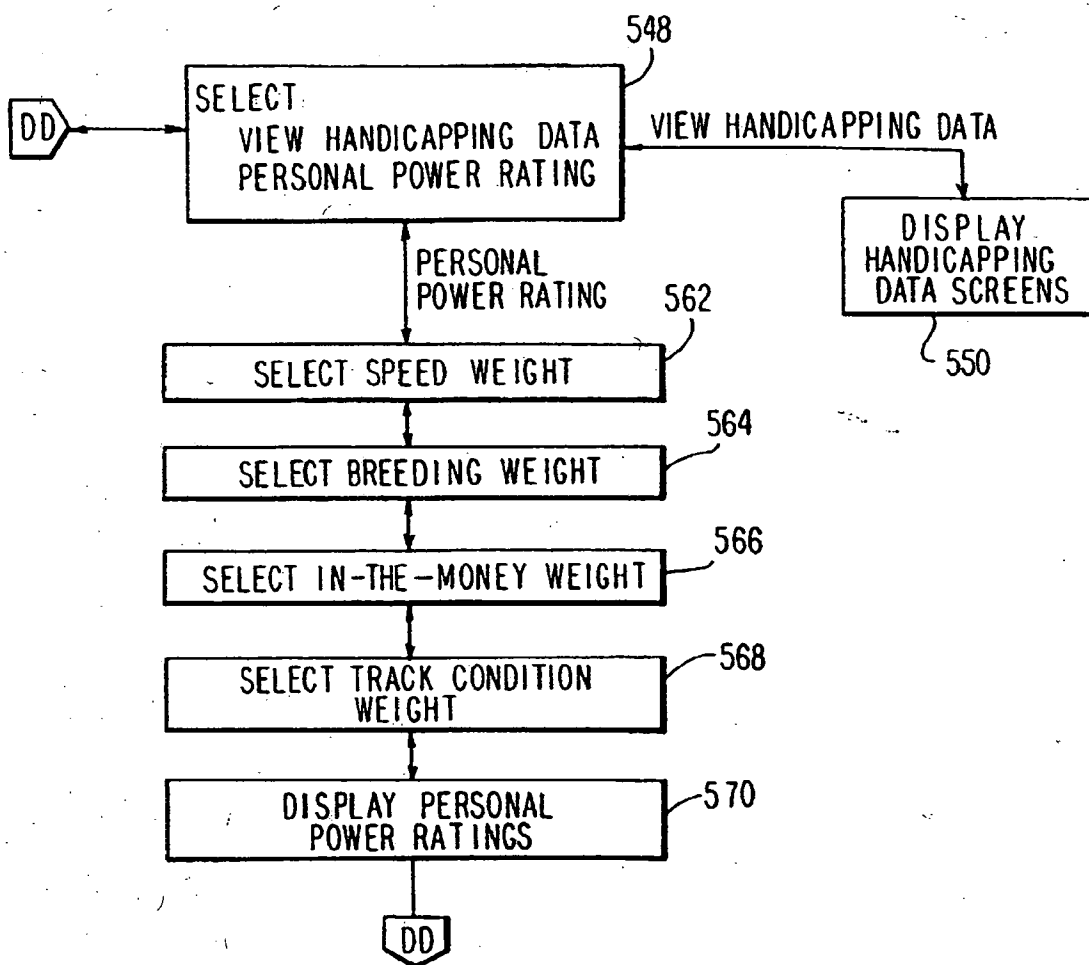 548
DD
SELECT
VIEW HANDICAPPING DATA
PERSONAL POWER RATING
VIEW HANDICAPPING DATA
DISPLAY
HANDICAPPING
DATA SCREENS
550
PERSONAL
POWER RATING
562
SELECT SPEED WEIGHT
564
SELECT BREEDING WEIGHT
566
SELECT IN-THE-MONEY WEIGHT
568
SELECT TRACK CONDITION
WEIGHT
570
DISPLAY PERSONAL
POWER RATINGS
DD